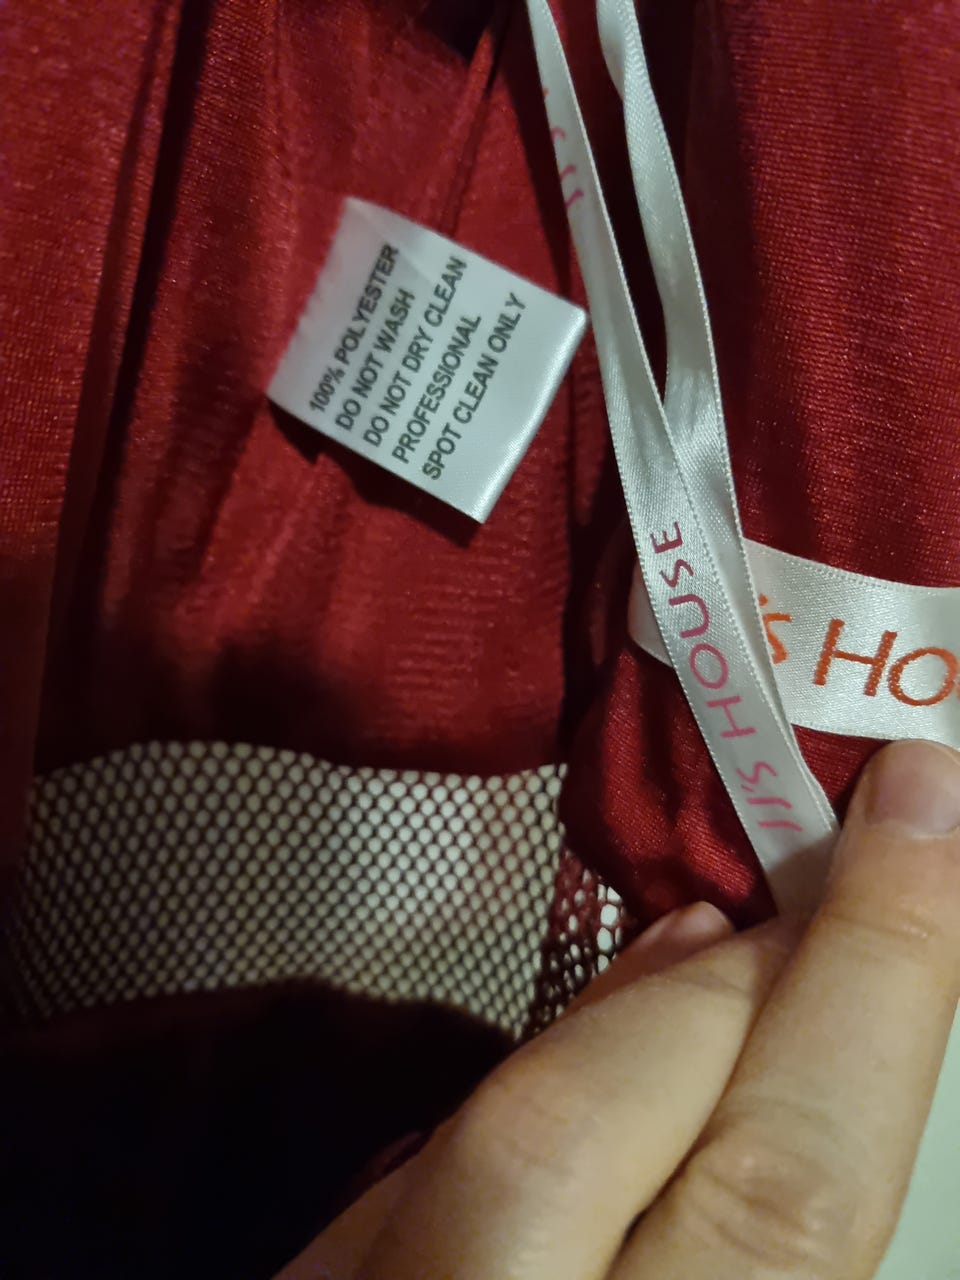 100% POLYESTER
DO NOT WASH
DO NOT DRY CLEAN
PROFESSIONAL
SPOT CLEAN ONLY
JJ's HOUSE
's HO